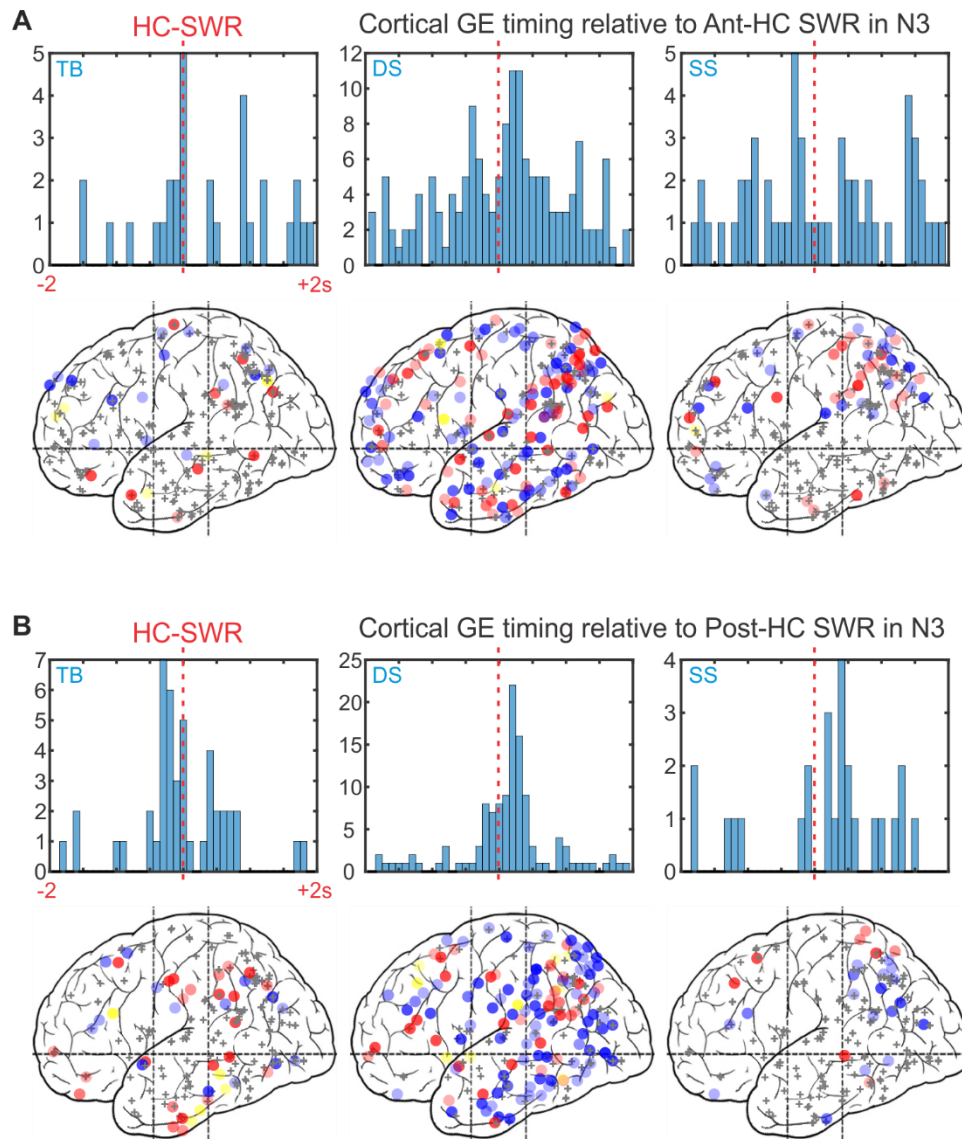 A
HC-SWR
Cortical GE timing relative to Ant-HC SWR in N3
5
4
3
2
1
0
TB
-2
+2s
12
10
8
6
4
2
0
DS
5
4
3
2
1
0
SS
B
HC-SWR
Cortical GE timing relative to Post-HC SWR in N3
7
6
5
4
3
2
1
0
TB
-2
+2s
25
20
15
10
5
0
DS
4
3
2
1
0
SS